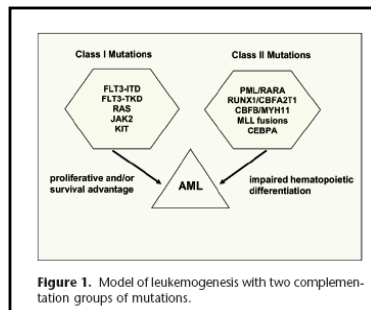 Class I Mutations
Class II Mutations
FLT3-ITD
FLT3-TKD
RAS
JAK2
KIT
PML/RARA
RUNX1/CBFA2T1
CBFB/MYH11
MLL fusions
CEBPA
proliferative and/or
survival advantage
AML
impaired hematopoietic
differentiation
Figure 1. Model of leukemogenesis with two complemen-
tation groups of mutations.